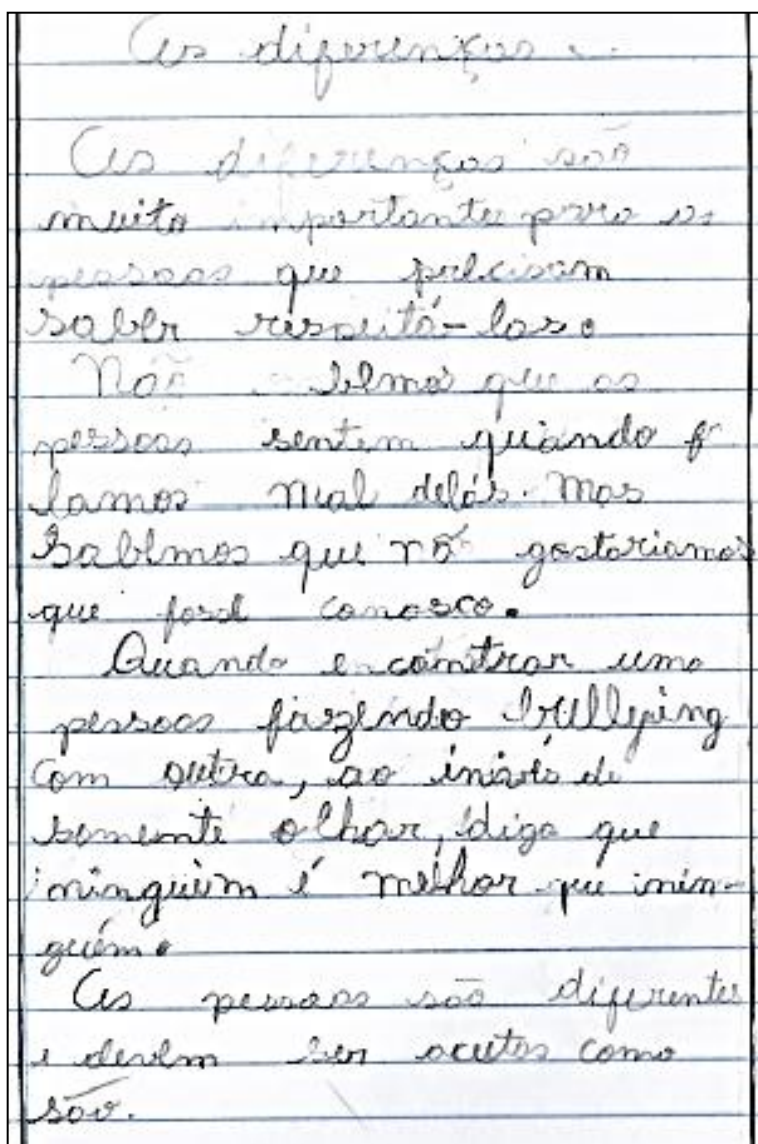 As diferenças
As diferenças são
muito importante para as
pessoas que precisam
saber respeitá-las.
Não sabemos que as
pessoas sentem quando fa
lamos mal delas. Mas
sabemos que não gostariamos
que fosse conosco.
Quando encontrar uma
pessoas fazendo bullying
com outra, ao invés de
somente olhar, diga que
ninguém é melhor que nin-
guém.
As pessoas são diferentes
e devem ser aceitas como
são.